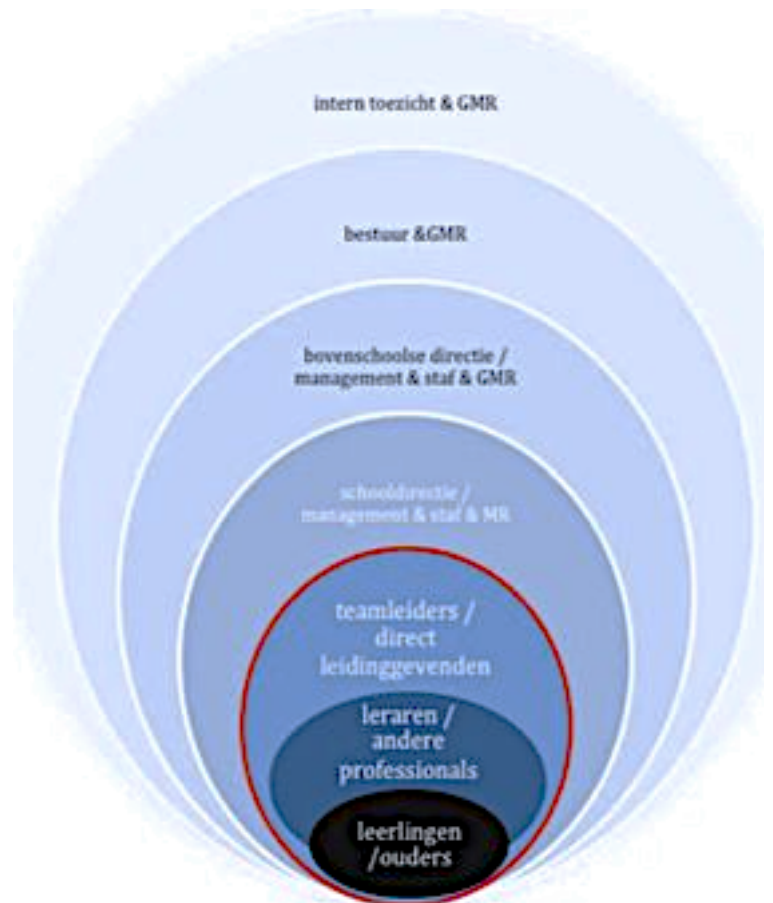 intern toezicht & GMR
bestuur &GMR
bovenschoolse directie /
management & staf & GMR
schooldirectie /
management & staf & MR
teamleiders /
direct
leidinggevenden
leraren /
andere
professionals
leerlingen
/ouders